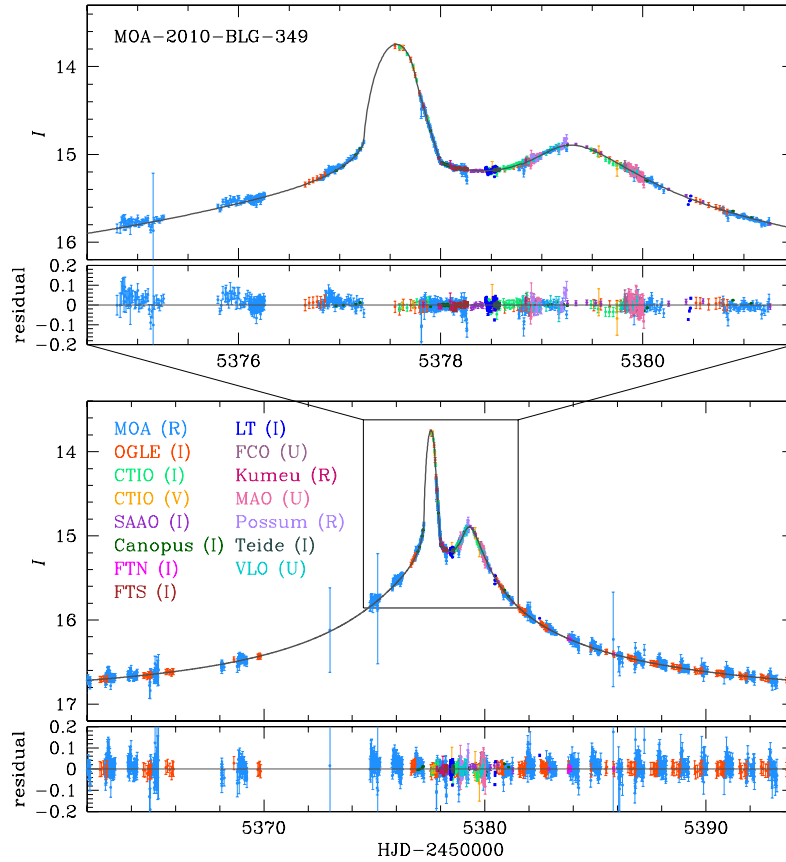 MOA-2010-BLG-349
14
15
16
I
0.2
0.1
0
-0.1
-0.2
residual
5376 5378 5380
14
15
16
17
I
MOA (R) LT (I)
OGLE (I) FCO (U)
CTIO (I) Kumeu (R)
CTIO (V) MAO (U)
SAAO (I) Possum (R)
Canopus (I) Teide (I)
FTN (I) VLO (U)
FTS (I)
0.2
0.1
0
-0.1
-0.2
residual
5370 5380 5390
HJD-2450000